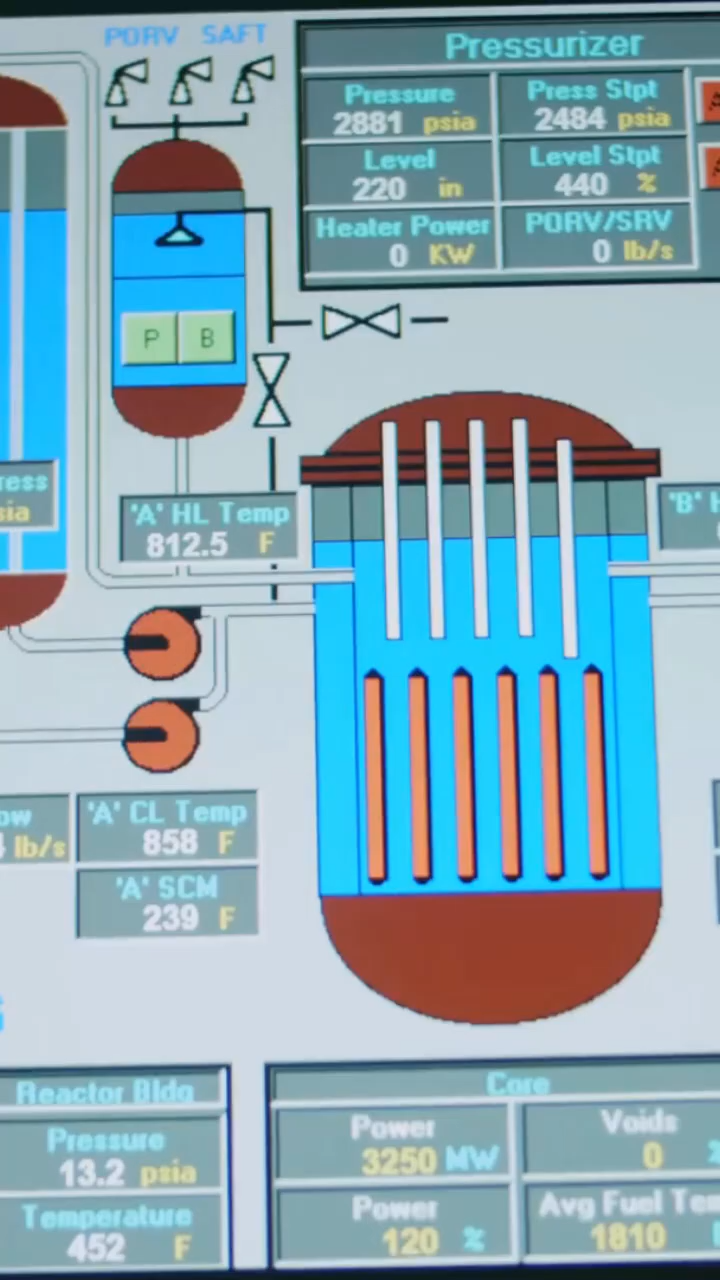 PORV SAFT
Pressurizer
Pressure
2881 psia
Press Stpt
2484 psia
Level
220 in
Level Stpt
440 %
Heater Power
0 KW
PORV/SRV
0 lb/s
P B
ress
sia
'A' HL Temp
812.5 F
'B' H
ow
lb/s
'A' CL Temp
858 F
'A' SCM
239 F
Reactor Bldg
Pressure
13.2 psia
Temperature
452 F
Core
Power
3250 MW
Voids
0
Power
120 %
Avg Fuel Tem
1810